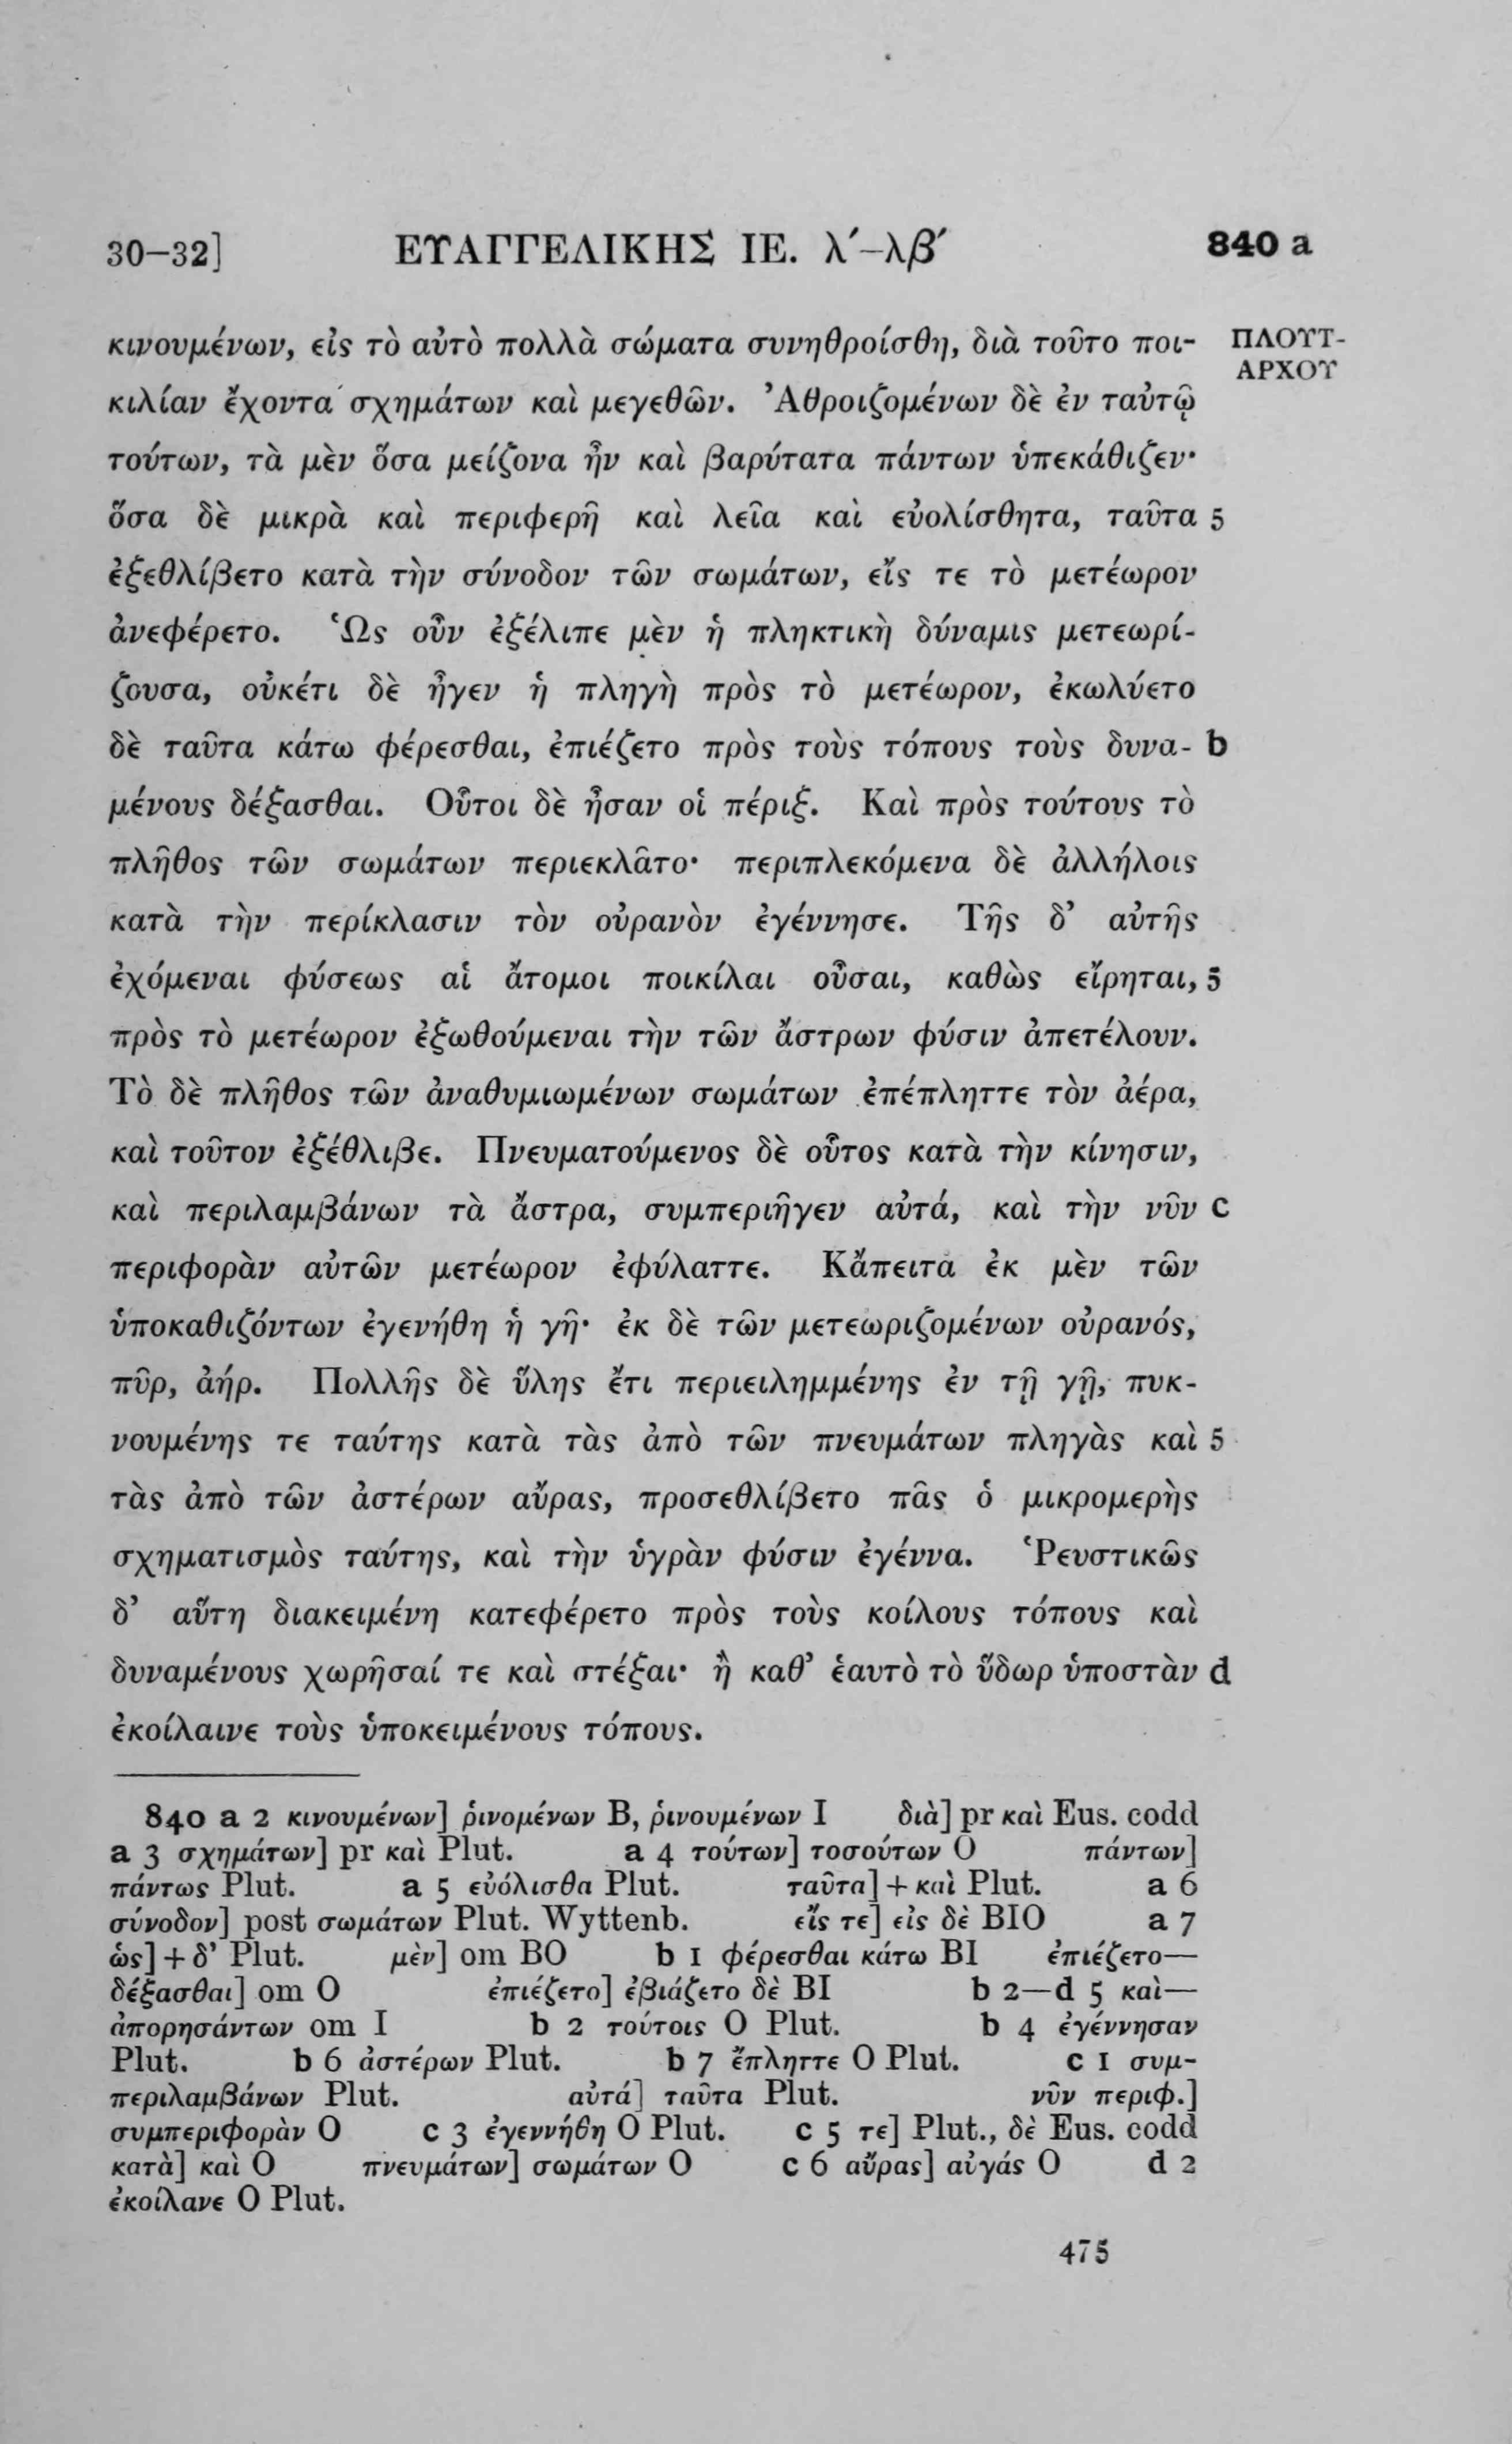 30–32] ΕΥΑΓΓΕΛΙΚΗΣ ΙΕ. λ´–λβ´ 840 a
κινουμένων, εἰς τὸ αὐτὸ πολλὰ σώματα συνηθροίσθη, διὰ τοῦτο ποι- ΠΛΟΥΤ-
κιλίαν ἔχοντα σχημάτων καὶ μεγεθῶν. Ἀθροιζομένων δὲ ἐν ταὐτῷ ΑΡΧΟΥ
τούτων, τὰ μὲν ὅσα μείζονα ἦν καὶ βαρύτατα πάντων ὑπεκάθιζεν·
ὅσα δὲ μικρὰ καὶ περιφερῆ καὶ λεῖα καὶ εὐολίσθητα, ταῦτα 5
ἐξεθλίβετο κατὰ τὴν σύνοδον τῶν σωμάτων, εἴς τε τὸ μετέωρον
ἀνεφέρετο. Ὡς οὖν ἐξέλιπε μὲν ἡ πληκτικὴ δύναμις μετεωρί-
ζουσα, οὐκέτι δὲ ἦγεν ἡ πληγὴ πρὸς τὸ μετέωρον, ἐκωλύετο
δὲ ταῦτα κάτω φέρεσθαι, ἐπιέζετο πρὸς τοὺς τόπους τοὺς δυνα- b
μένους δέξασθαι. Οὗτοι δὲ ἦσαν οἱ πέριξ. Καὶ πρὸς τούτους τὸ
πλῆθος τῶν σωμάτων περιεκλᾶτο· περιπλεκόμενα δὲ ἀλλήλοις
κατὰ τὴν περίκλασιν τὸν οὐρανὸν ἐγέννησε. Τῆς δ’ αὐτῆς
ἐχόμεναι φύσεως αἱ ἄτομοι ποικίλαι οὖσαι, καθὼς εἴρηται, 5
πρὸς τὸ μετέωρον ἐξωθούμεναι τὴν τῶν ἄστρων φύσιν ἀπετέλουν.
Τὸ δὲ πλῆθος τῶν ἀναθυμιωμένων σωμάτων ἐπέπληττε τὸν ἀέρα,
καὶ τοῦτον ἐξέθλιβε. Πνευματούμενος δὲ οὗτος κατὰ τὴν κίνησιν,
καὶ περιλαμβάνων τὰ ἄστρα, συμπεριῆγεν αὐτά, καὶ τὴν νῦν c
περιφορὰν αὐτῶν μετέωρον ἐφύλαττε. Κἄπειτα ἐκ μὲν τῶν
ὑποκαθιζόντων ἐγενήθη ἡ γῆ· ἐκ δὲ τῶν μετεωριζομένων οὐρανός,
πῦρ, ἀήρ. Πολλῆς δὲ ὕλης ἔτι περιειλημμένης ἐν τῇ γῇ, πυκ-
νουμένης τε ταύτης κατὰ τὰς ἀπὸ τῶν πνευμάτων πληγὰς καὶ 5
τὰς ἀπὸ τῶν ἀστέρων αὔρας, προσεθλίβετο πᾶς ὁ μικρομερὴς
σχηματισμὸς ταύτης, καὶ τὴν ὑγρὰν φύσιν ἐγέννα. Ῥευστικῶς
δ’ αὕτη διακειμένη κατεφέρετο πρὸς τοὺς κοίλους τόπους καὶ
δυναμένους χωρῆσαί τε καὶ στέξαι· ἢ καθ’ ἑαυτὸ τὸ ὕδωρ ὑποστὰν d
ἐκοίλαινε τοὺς ὑποκειμένους τόπους.
840 a 2 κινουμένων] ῥινομένων B, ῥινουμένων I διὰ] pr καὶ Eus. codd
a 3 σχημάτων] pr καὶ Plut. a 4 τούτων] τοσούτων O πάντων]
πάντως Plut. a 5 εὐόλισθα Plut. ταῦτα] + καὶ Plut. a 6
σύνοδον] post σωμάτων Plut. Wyttenb. εἴς τε] εἰς δὲ BIO a 7
ὡς] + δ’ Plut. μὲν] om BO b 1 φέρεσθαι κάτω BI ἐπιέζετο—
δέξασθαι] om O ἐπιέζετο] ἐβιάζετο δὲ BI b 2—d 5 καὶ—
ἀπορησάντων om I b 2 τούτοις O Plut. b 4 ἐγέννησαν
Plut. b 6 ἀστέρων Plut. b 7 ἔπληττε O Plut. c 1 συμ-
περιλαμβάνων Plut. αὐτά] ταῦτα Plut. νῦν περιφ.]
συμπεριφορὰν O c 3 ἐγεννήθη O Plut. c 5 τε] Plut., δὲ Eus. codd
κατὰ] καὶ O πνευμάτων] σωμάτων O c 6 αὔρας] αὐγάς O d 2
ἐκοίλανε O Plut.
475